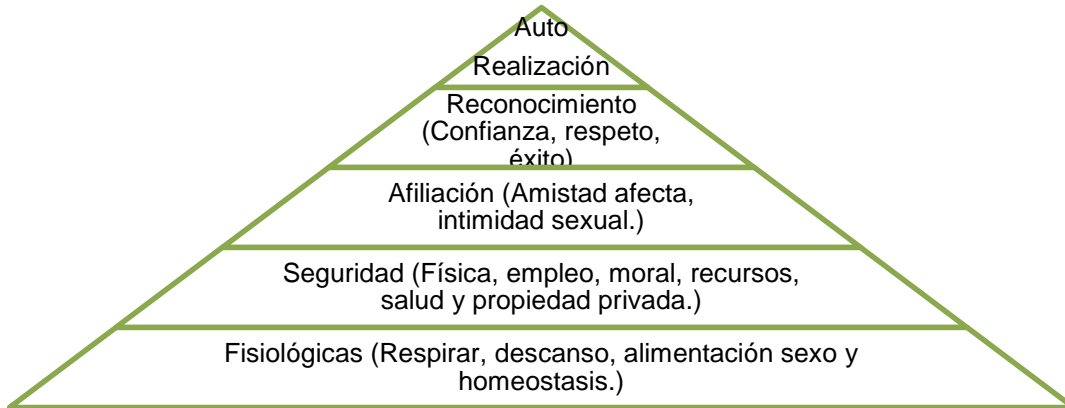 Auto
Realización
Reconocimiento
(Confianza, respeto,
éxito)
Afiliación (Amistad afecta,
intimidad sexual.)
Seguridad (Física, empleo, moral, recursos,
salud y propiedad privada.)
Fisiológicas (Respirar, descanso, alimentación sexo y
homeostasis.)